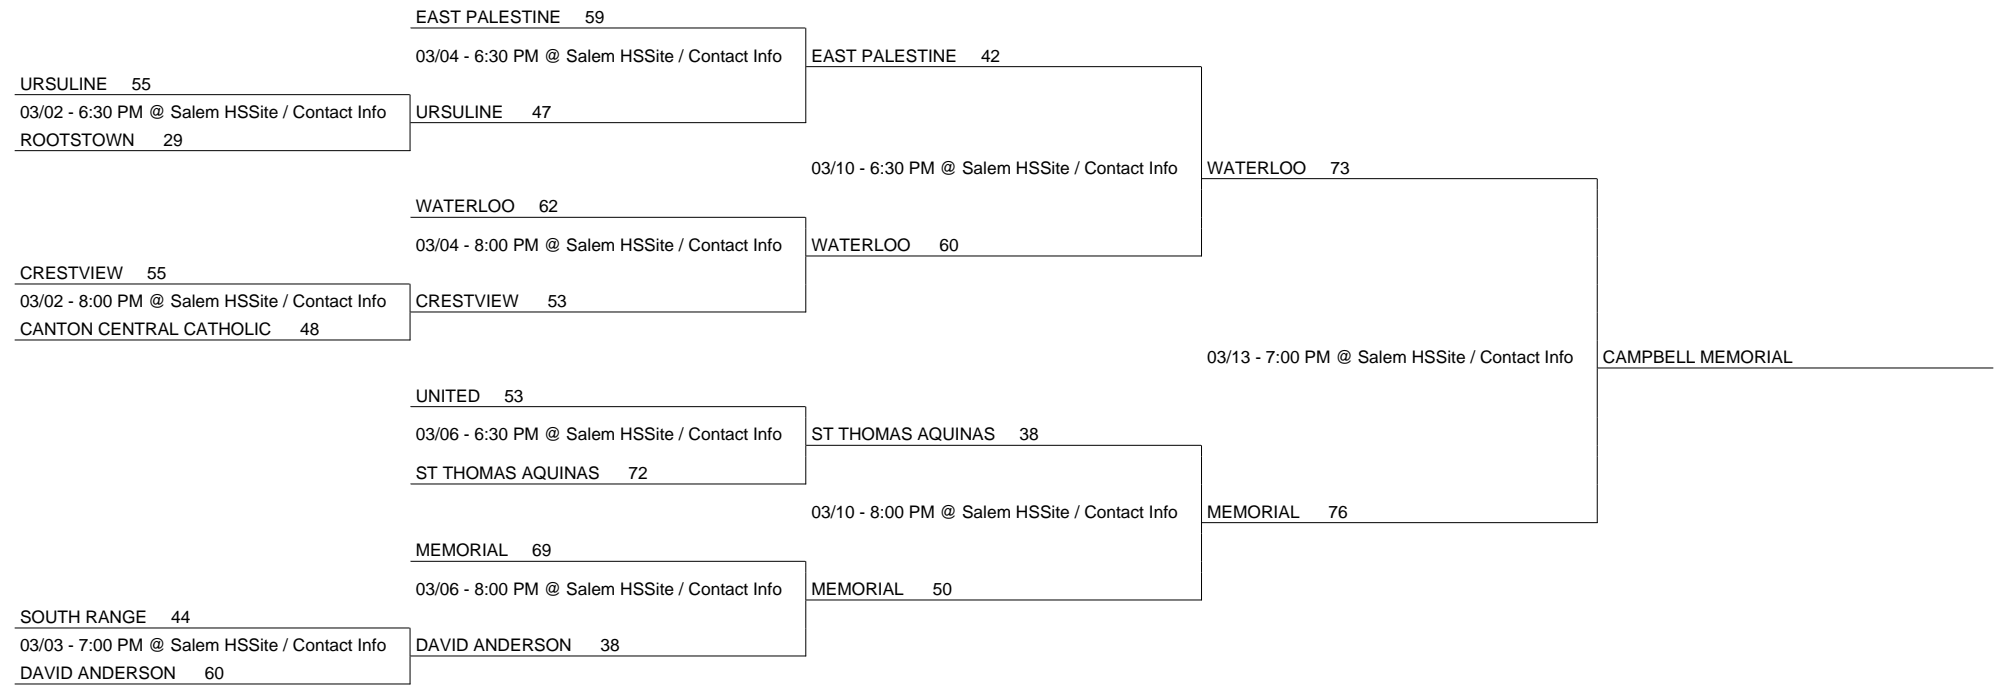 EAST PALESTINE 59
03/04 - 6:30 PM @ Salem HSSite / Contact Info
EAST PALESTINE 42
URSULINE 55
03/02 - 6:30 PM @ Salem HSSite / Contact Info
URSULINE 47
ROOTSTOWN 29
03/10 - 6:30 PM @ Salem HSSite / Contact Info
WATERLOO 73
WATERLOO 62
03/04 - 8:00 PM @ Salem HSSite / Contact Info
WATERLOO 60
CRESTVIEW 55
03/02 - 8:00 PM @ Salem HSSite / Contact Info
CRESTVIEW 53
CANTON CENTRAL CATHOLIC 48
03/13 - 7:00 PM @ Salem HSSite / Contact Info
CAMPBELL MEMORIAL
UNITED 53
03/06 - 6:30 PM @ Salem HSSite / Contact Info
ST THOMAS AQUINAS 38
ST THOMAS AQUINAS 72
03/10 - 8:00 PM @ Salem HSSite / Contact Info
MEMORIAL 76
MEMORIAL 69
03/06 - 8:00 PM @ Salem HSSite / Contact Info
MEMORIAL 50
SOUTH RANGE 44
03/03 - 7:00 PM @ Salem HSSite / Contact Info
DAVID ANDERSON 38
DAVID ANDERSON 60